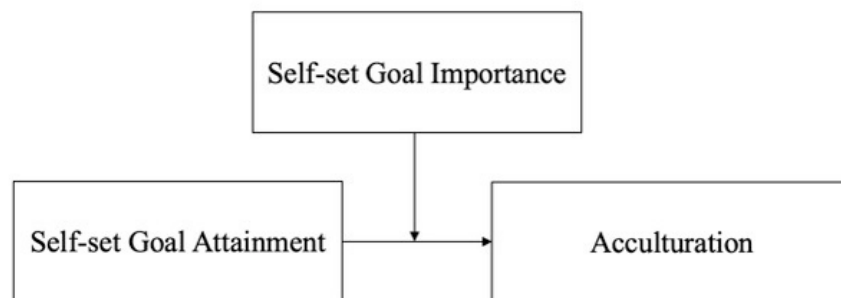 Self-set Goal Importance
Self-set Goal Attainment
Acculturation